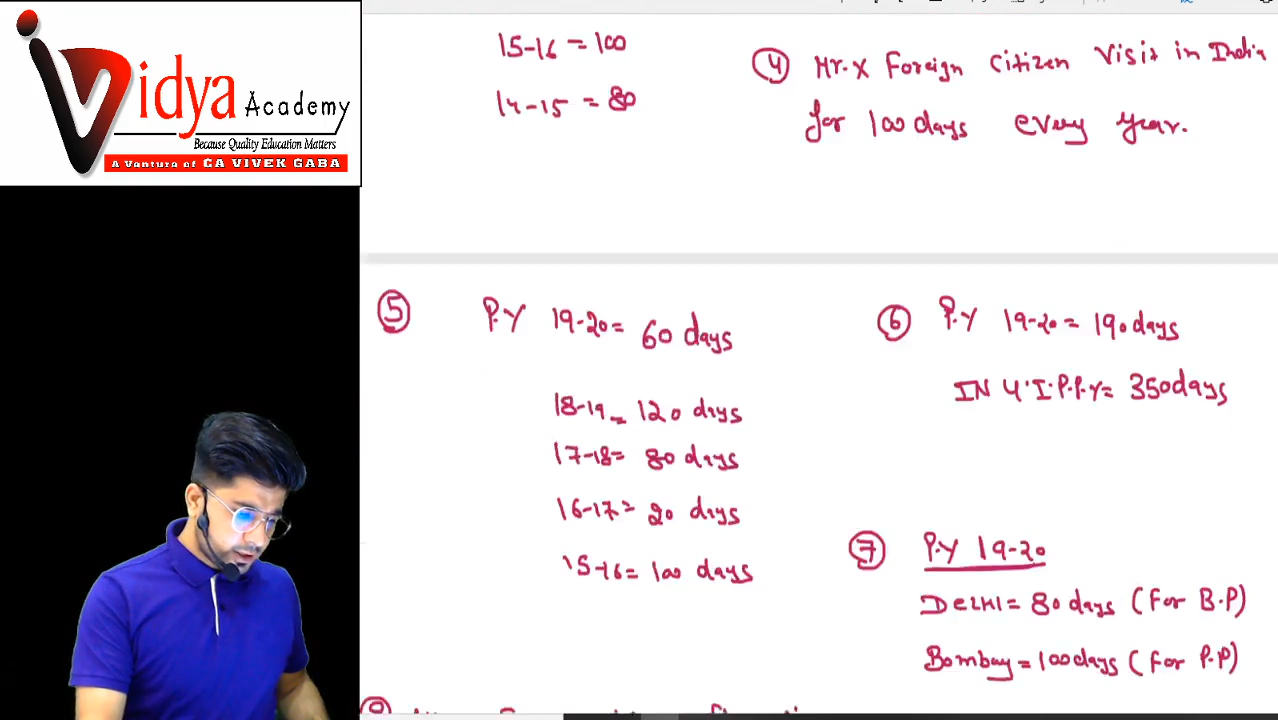 Vidya Academy
Because Quality Education Matters
A Ventura of CA VIVEK GABA
15-16 = 100
14-15 = 80
4 Mr. X Foreign Citizen Visit in India
for 100 days every year.
5 P.Y 19-20 = 60 days
18-19 = 120 days
17-18 = 80 days
16-17 = 20 days
15-16 = 100 days
6 P.Y 19-20 = 190 days
IN 4.I.P.P.Y = 350 days
7 P.Y 19-20
Delhi = 80 days (For B.P)
Bombay = 100 days (For P.P)